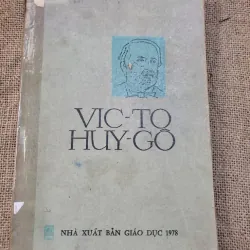 VIC-TO
HUY-GÔ
NHÀ XUẤT BẢN GIÁO DỤC 1978